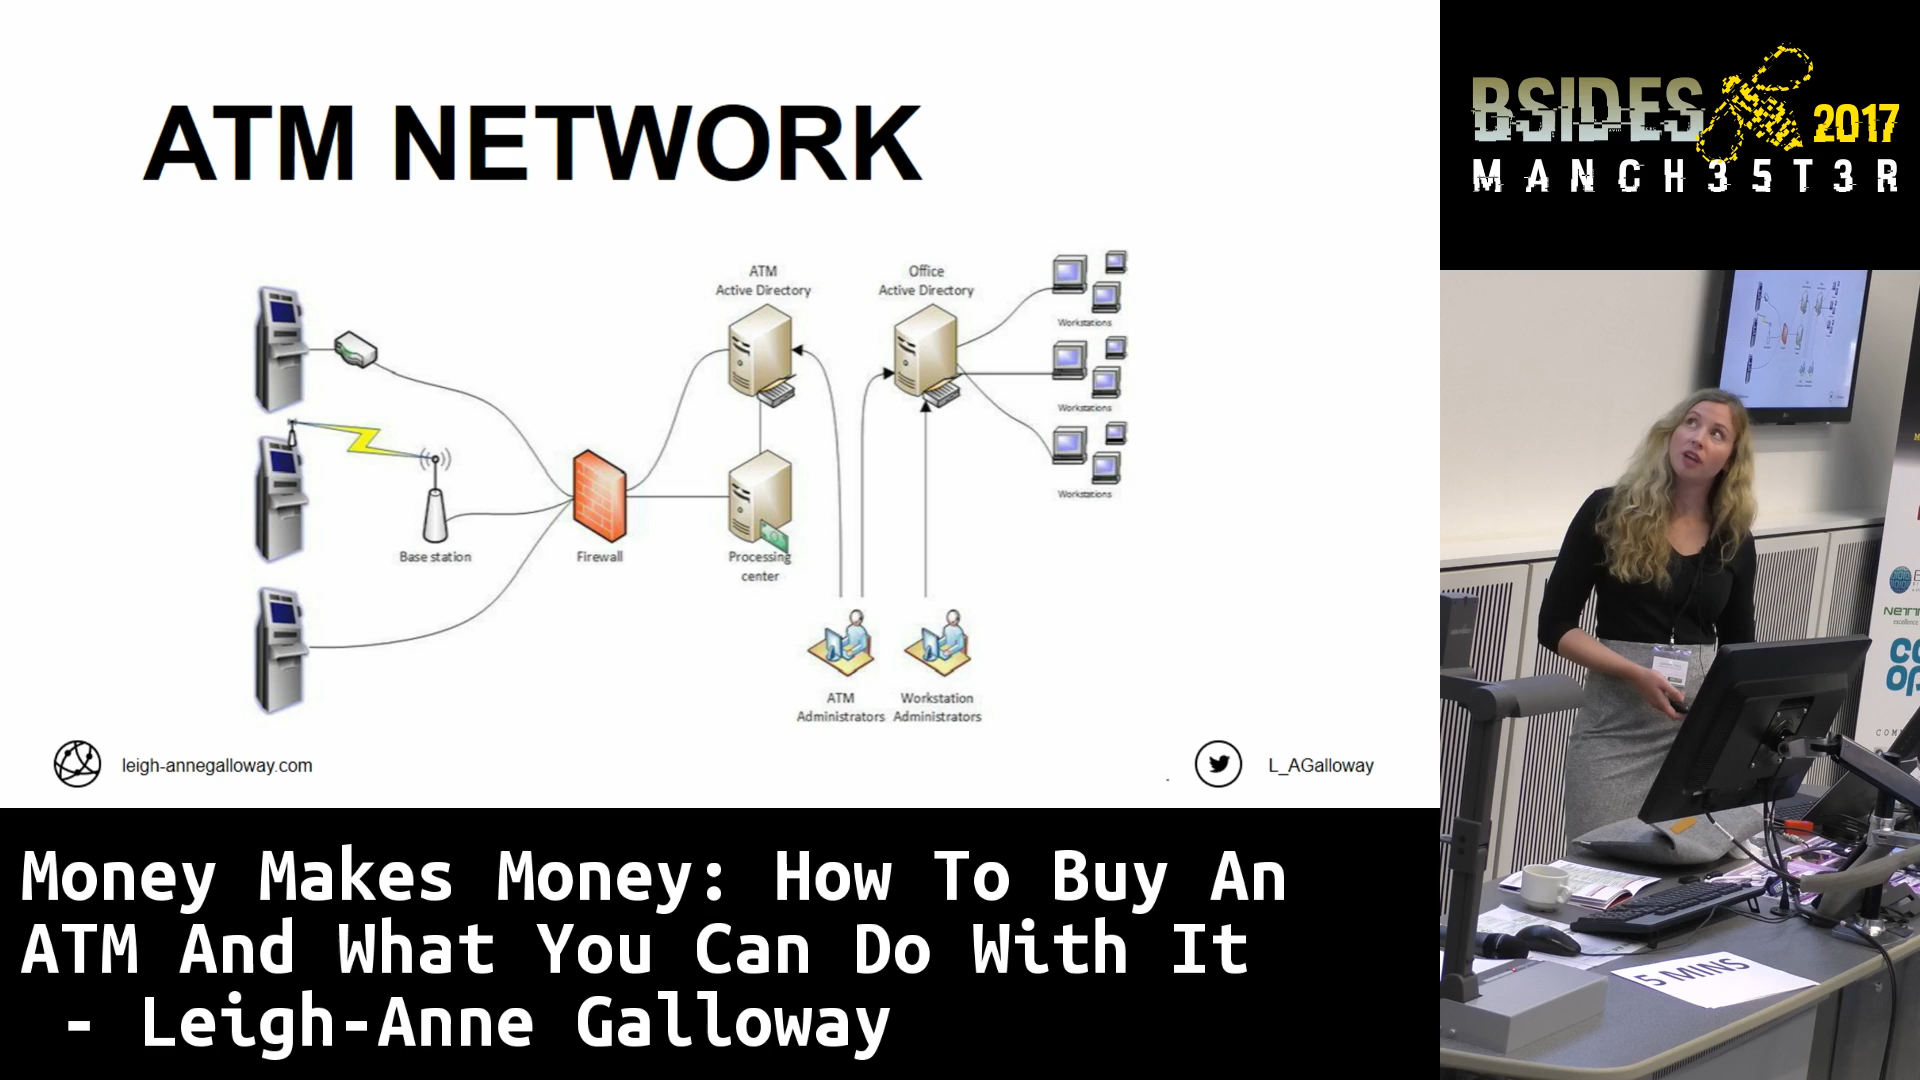 ATM NETWORK
ATM
Active Directory
Office
Active Directory
Workstations
Workstations
Workstations
Base station
Firewall
Processing
center
ATM
Administrators
Workstation
Administrators
leigh-annegalloway.com
L_AGalloway
BSIDES 2017
MANCH35T3R
Money Makes Money: How To Buy An
ATM And What You Can Do With It
- Leigh-Anne Galloway
5 MINS